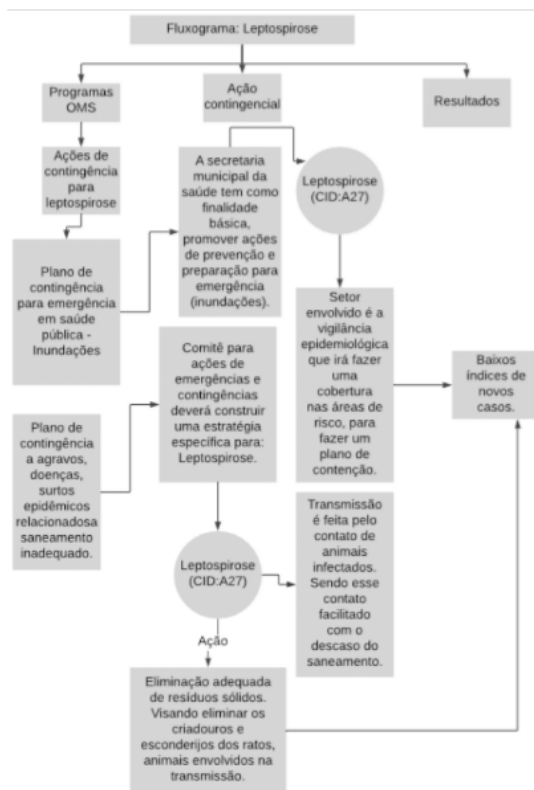 Fluxograma: Leptospirose
Programas
OMS
Ação
contingencial
Resultados
Ações de
contingência
para
leptospirose
A secretaria
municipal da
saúde tem como
finalidade
básica,
promover ações
de prevenção e
preparação para
emergência
(inundações).
Leptospirose
(CID:A27)
Plano de
contingência
para emergência
em saúde
pública -
Inundações
Setor
envolvido é a
vigilância
epidemiológica
que irá fazer
uma
cobertura
nas áreas de
risco, para
fazer um
plano de
contenção.
Baixos
índices de
novos
casos.
Comitê para
ações de
emergências e
contingências
deverá construir
uma estratégia
específica para:
Leptospirose.
Plano de
contingência
a agravos,
doenças,
surtos
epidêmicos
relacionadosa
saneamento
inadequado.
Leptospirose
(CID:A27)
Transmissão
é feita pelo
contato de
animais
infectados.
Sendo esse
contato
facilitado
com o
descaso do
saneamento.
Ação
Eliminação adequada
de resíduos sólidos.
Visando eliminar os
criadouros e
esconderijos dos ratos,
animais envolvidos na
transmissão.